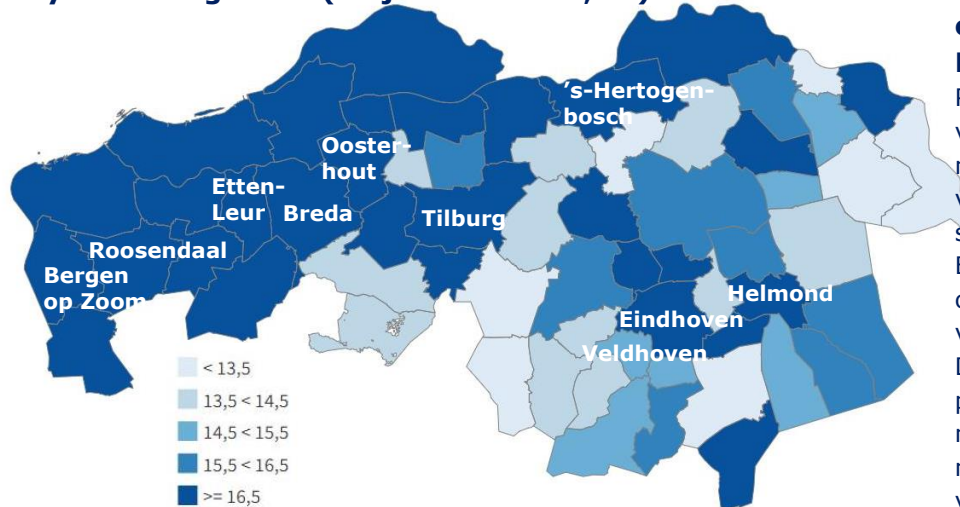 's-Hertogen-
bosch
Ooster-
hout
Etten-
Leur
Breda
Tilburg
Roosendaal
Bergen
op Zoom
Helmond
Eindhoven
Veldhoven
< 13,5
13,5 < 14,5
14,5 < 15,5
15,5 < 16,5
>= 16,5